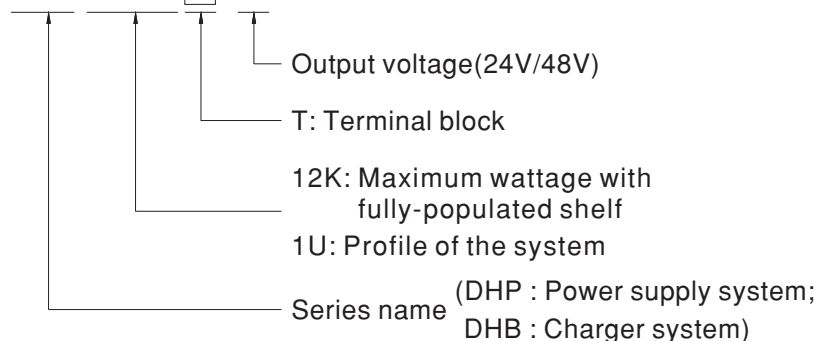 Output voltage(24V/48V)
T: Terminal block
12K: Maximum wattage with
fully-populated shelf
1U: Profile of the system
Series name (DHP : Power supply system;
DHB : Charger system)